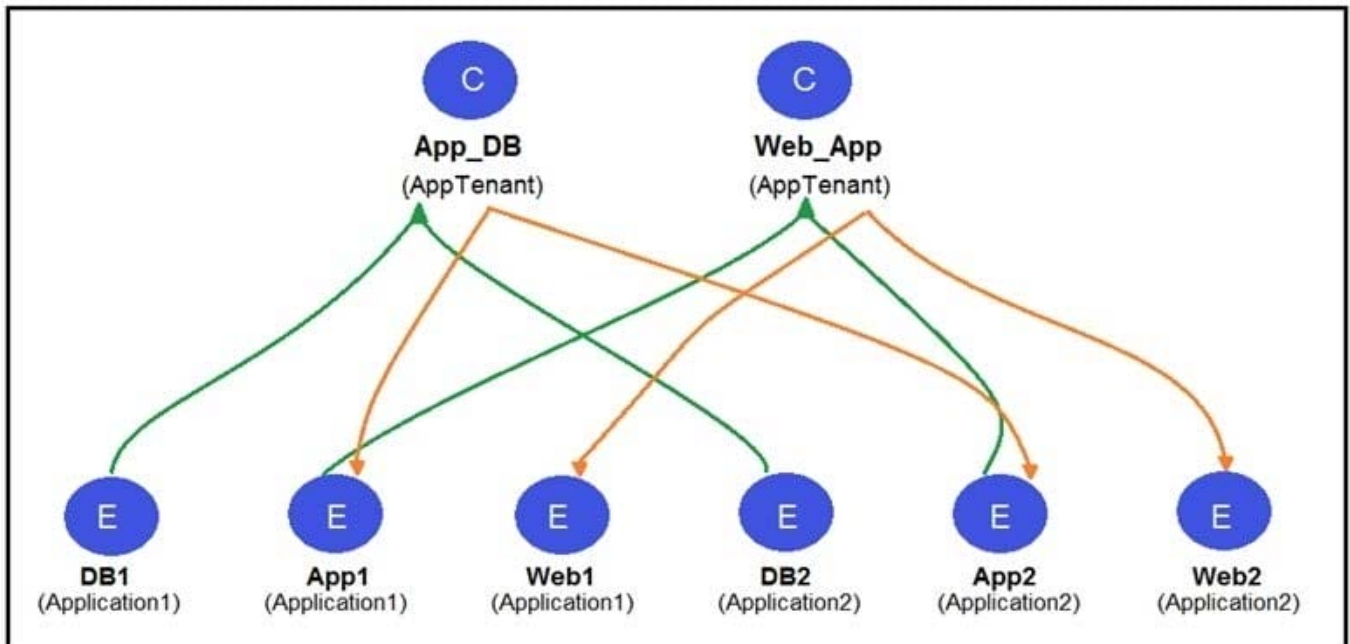 C C
App_DB Web_App
(AppTenant) (AppTenant)
E E E E E E
DB1 App1 Web1 DB2 App2 Web2
(Application1) (Application1) (Application1) (Application2) (Application2) (Application2)